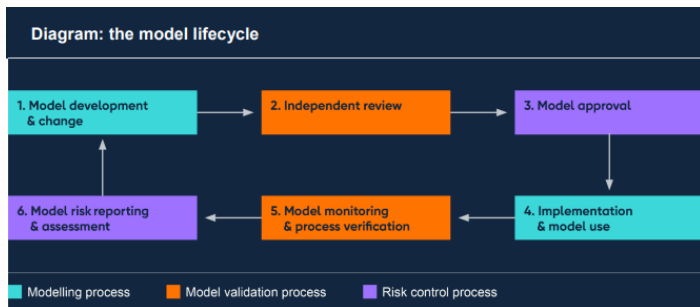 Diagram: the model lifecycle
1. Model development
& change
2. Independent review
3. Model approval
6. Model risk reporting
& assessment
5. Model monitoring
& process verification
4. Implementation
& model use
Modelling process
Model validation process
Risk control process